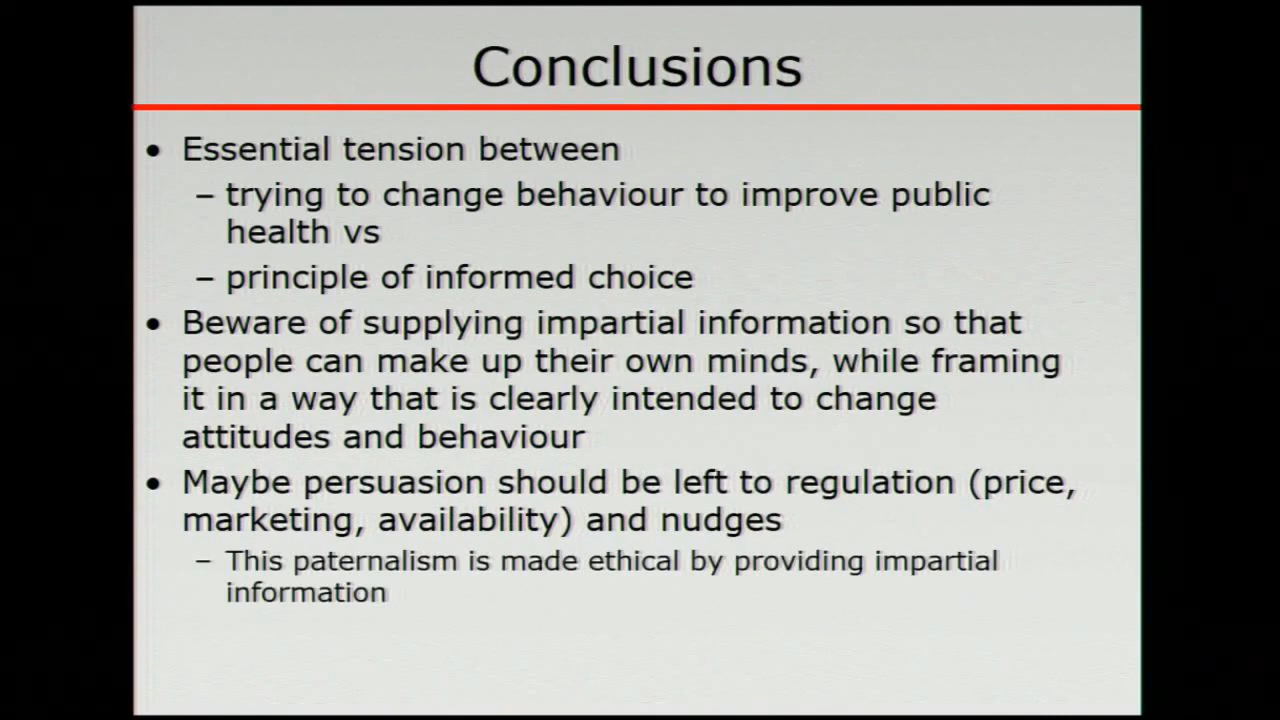 Conclusions
• Essential tension between
– trying to change behaviour to improve public
health vs
– principle of informed choice
• Beware of supplying impartial information so that
people can make up their own minds, while framing
it in a way that is clearly intended to change
attitudes and behaviour
• Maybe persuasion should be left to regulation (price,
marketing, availability) and nudges
– This paternalism is made ethical by providing impartial
information